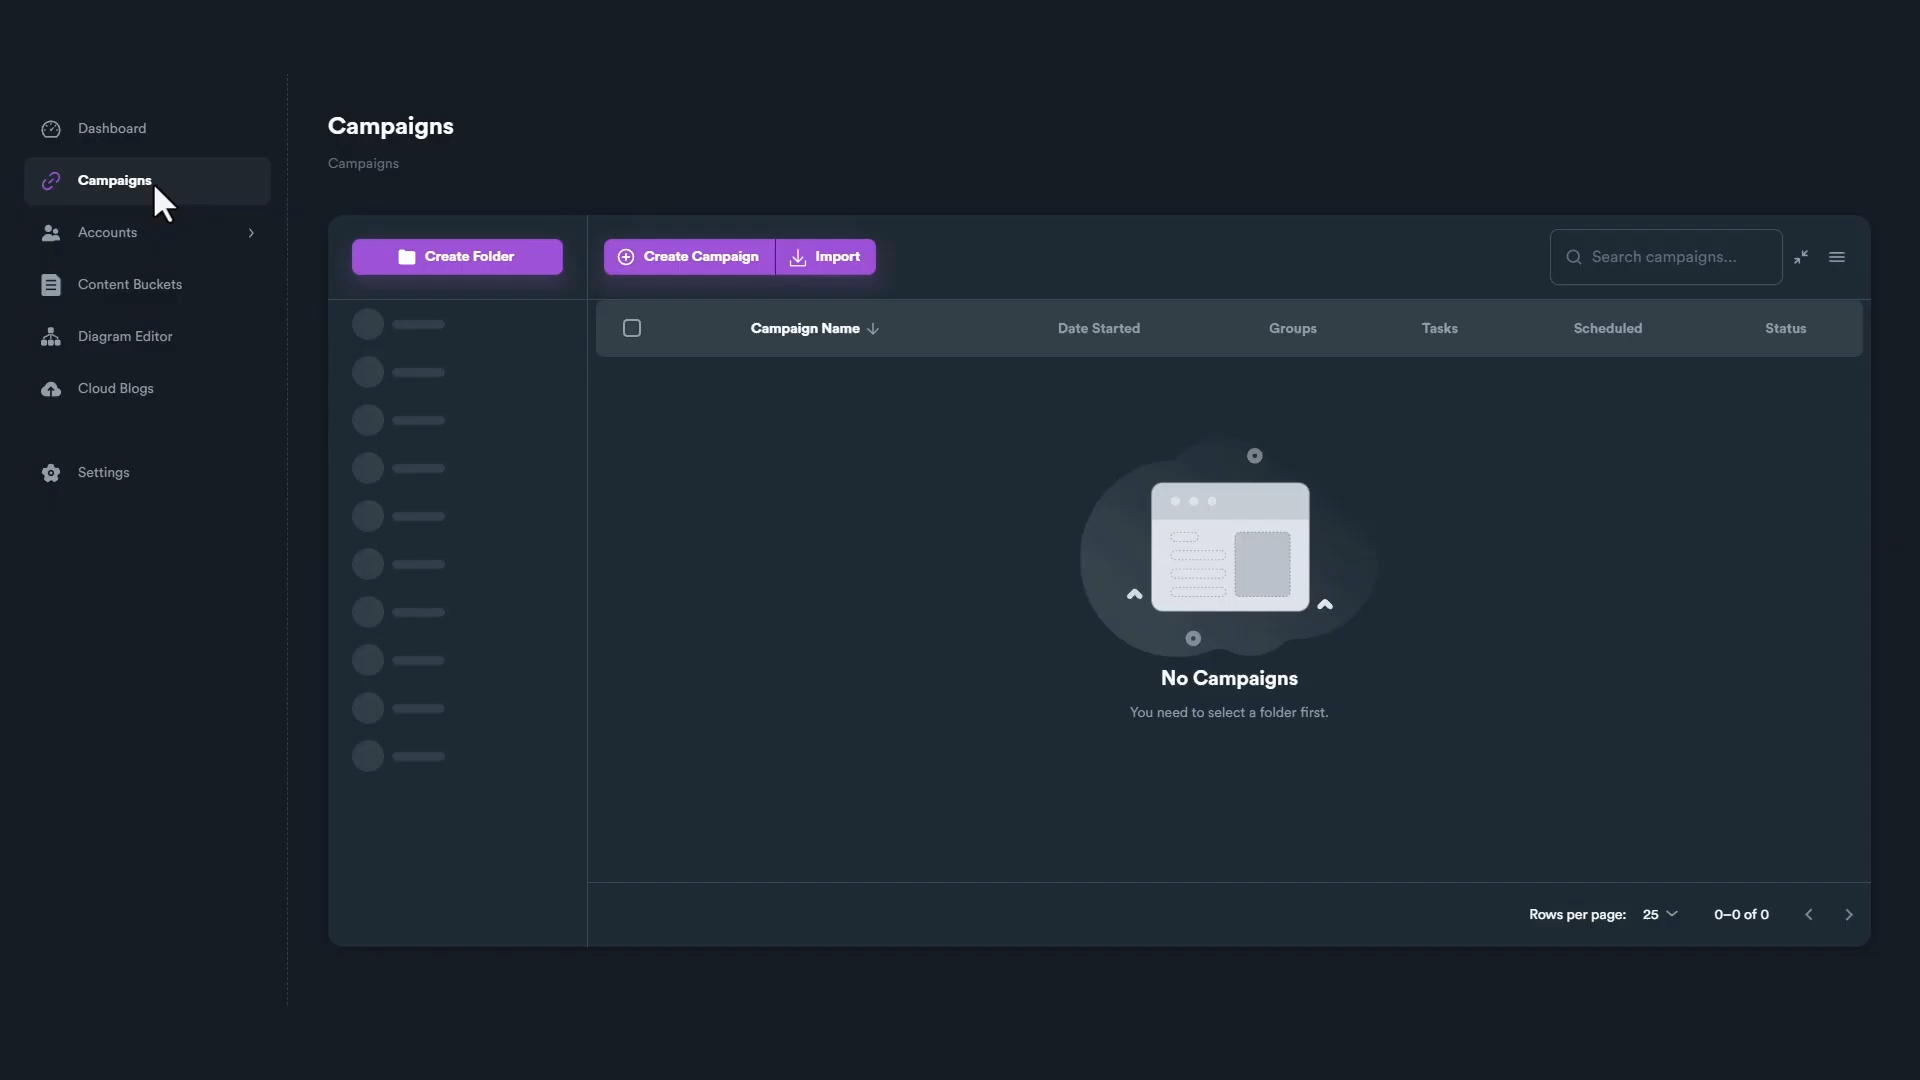 Dashboard
Campaigns
Accounts
Content Buckets
Diagram Editor
Cloud Blogs
Settings
Campaigns
Campaigns
Create Folder
Create Campaign
Import
Search campaigns...
Campaign Name
Date Started
Groups
Tasks
Scheduled
Status
No Campaigns
You need to select a folder first.
Rows per page: 25
0–0 of 0